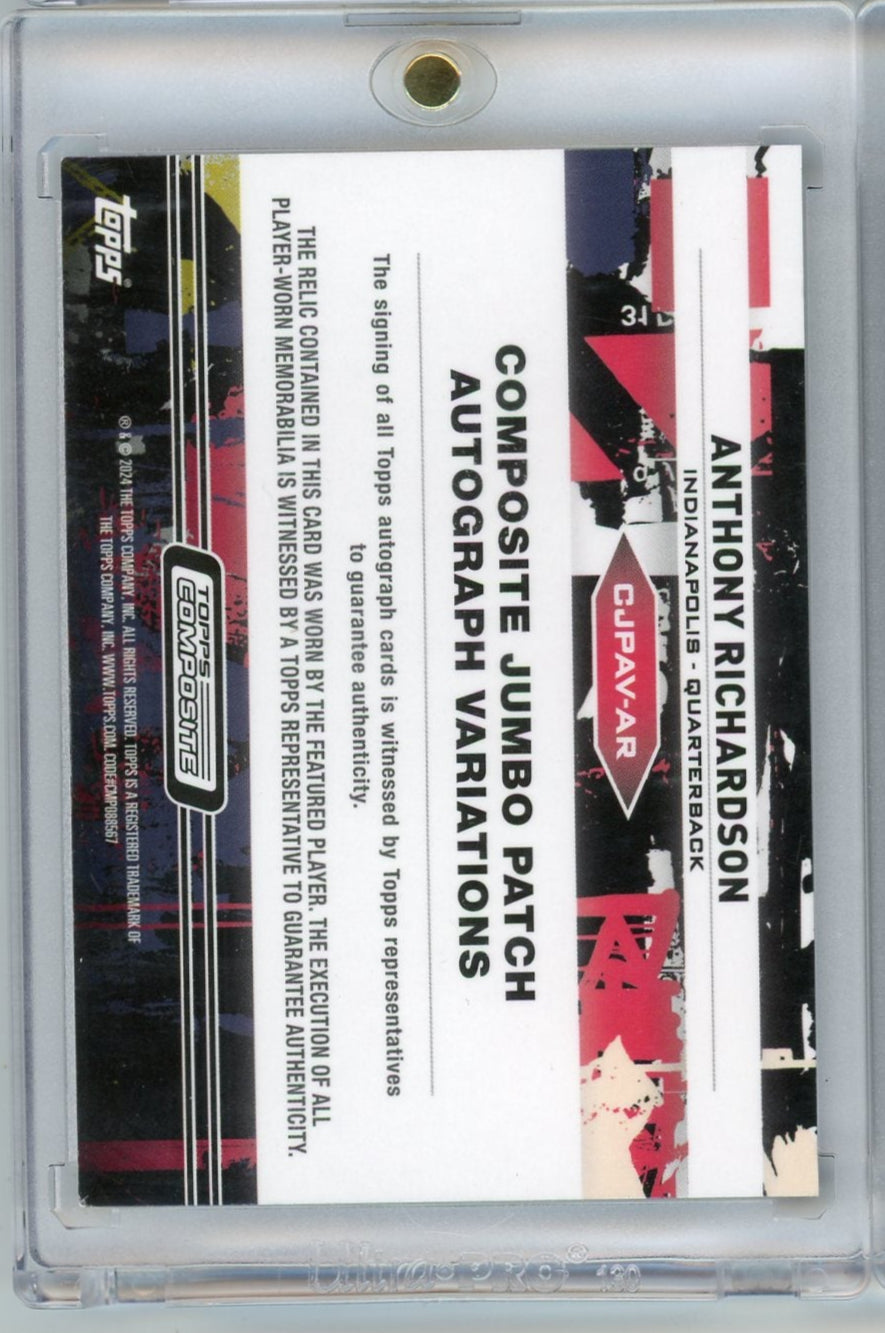 ANTHONY RICHARDSON
INDIANAPOLIS - QUARTERBACK
31
CJPAV-AR
COMPOSITE JUMBO PATCH
AUTOGRAPH VARIATIONS
The signing of all Topps autograph cards is witnessed by Topps representatives
to guarantee authenticity.
THE RELIC CONTAINED IN THIS CARD WAS WORN BY THE FEATURED PLAYER. THE EXECUTION OF ALL
PLAYER-WORN MEMORABILIA IS WITNESSED BY A TOPPS REPRESENTATIVE TO GUARANTEE AUTHENTICITY.
TOPPS
COMPOSITE
topps®
® & © 2024 THE TOPPS COMPANY, INC. ALL RIGHTS RESERVED. TOPPS IS A REGISTERED TRADEMARK OF
THE TOPPS COMPANY, INC. WWW.TOPPS.COM. CODE#CMP088567
Ultra·PRO® 130